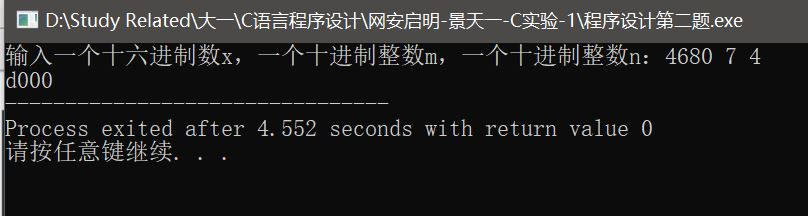 D:\Study Related\大一\C语言程序设计\网安启明-景天一-C实验-1\程序设计第二题.exe
输入一个十六进制数x，一个十进制整数m，一个十进制整数n：4680 7 4
d000
--------------------------------
Process exited after 4.552 seconds with return value 0
请按任意键继续. . .